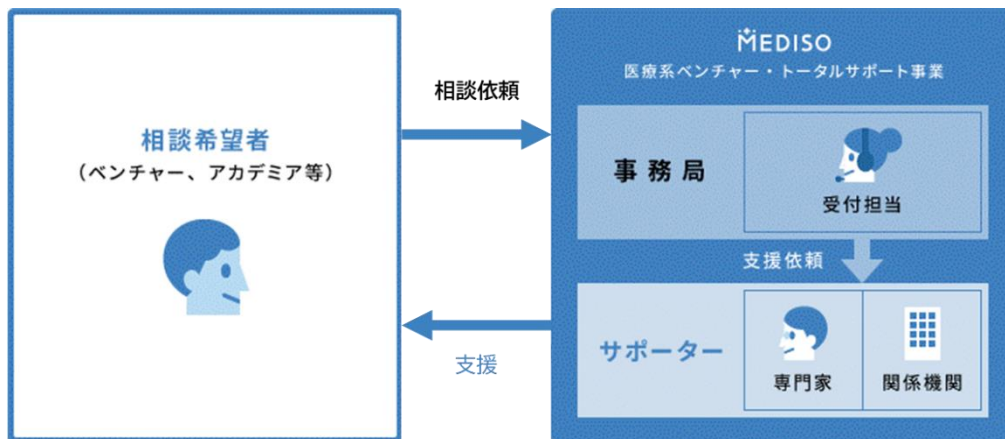 相談希望者
（ベンチャー、アカデミア等）
相談依頼
支援
MEDISO
医療系ベンチャー・トータルサポート事業
事務局
受付担当
支援依頼
サポーター
専門家
関係機関